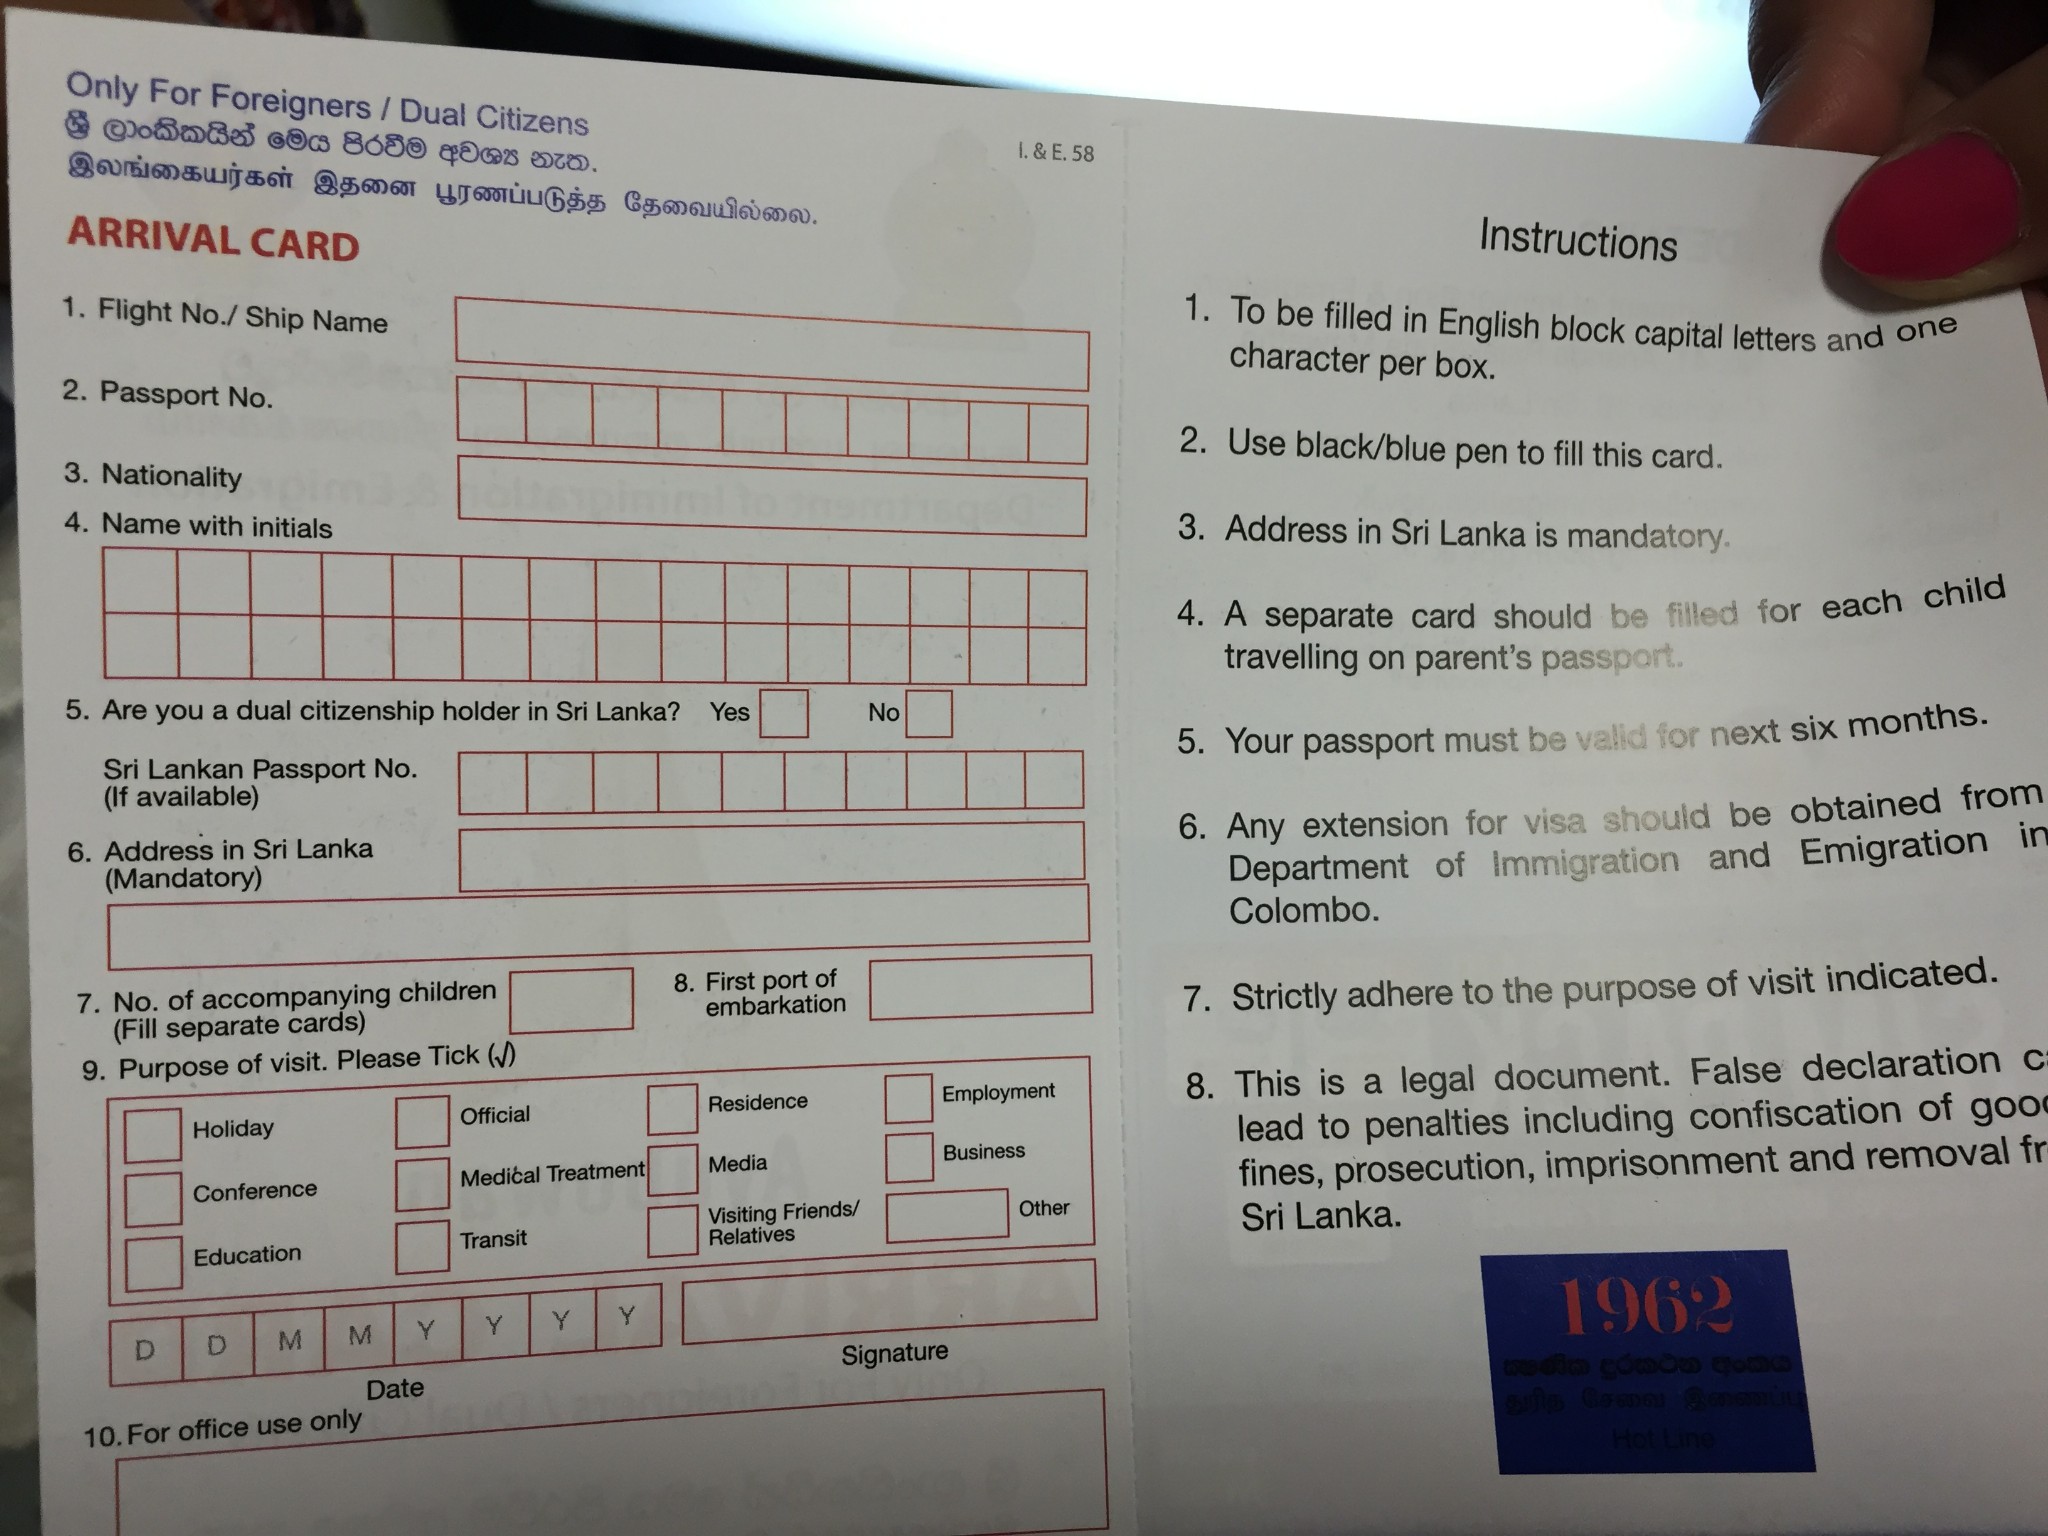 Only For Foreigners / Dual Citizens
ශ්‍රී ලාංකිකයින් මෙය පිරවීම අවශ්‍ය නැත.
இலங்கையர்கள் இதனை பூரணப்படுத்த தேவையில்லை.
I. & E. 58
ARRIVAL CARD
1. Flight No./ Ship Name
2. Passport No.
3. Nationality
4. Name with initials
5. Are you a dual citizenship holder in Sri Lanka? Yes No
Sri Lankan Passport No.
(If available)
6. Address in Sri Lanka
(Mandatory)
7. No. of accompanying children
(Fill separate cards)
8. First port of
embarkation
9. Purpose of visit. Please Tick (√)
Holiday
Official
Residence
Employment
Conference
Medical Treatment
Media
Business
Education
Transit
Visiting Friends/
Relatives
Other
D D M M Y Y Y Y
Date
Signature
10. For office use only
Instructions
1. To be filled in English block capital letters and one
character per box.
2. Use black/blue pen to fill this card.
3. Address in Sri Lanka is mandatory.
4. A separate card should be filled for each child
travelling on parent's passport.
5. Your passport must be valid for next six months.
6. Any extension for visa should be obtained from
Department of Immigration and Emigration in
Colombo.
7. Strictly adhere to the purpose of visit indicated.
8. This is a legal document. False declaration
lead to penalties including confiscation of
fines, prosecution, imprisonment and removal
Sri Lanka.
1962
ක්ෂණික දුරකථන අංකය
துரித சேவை இணைப்பு
Hot Line